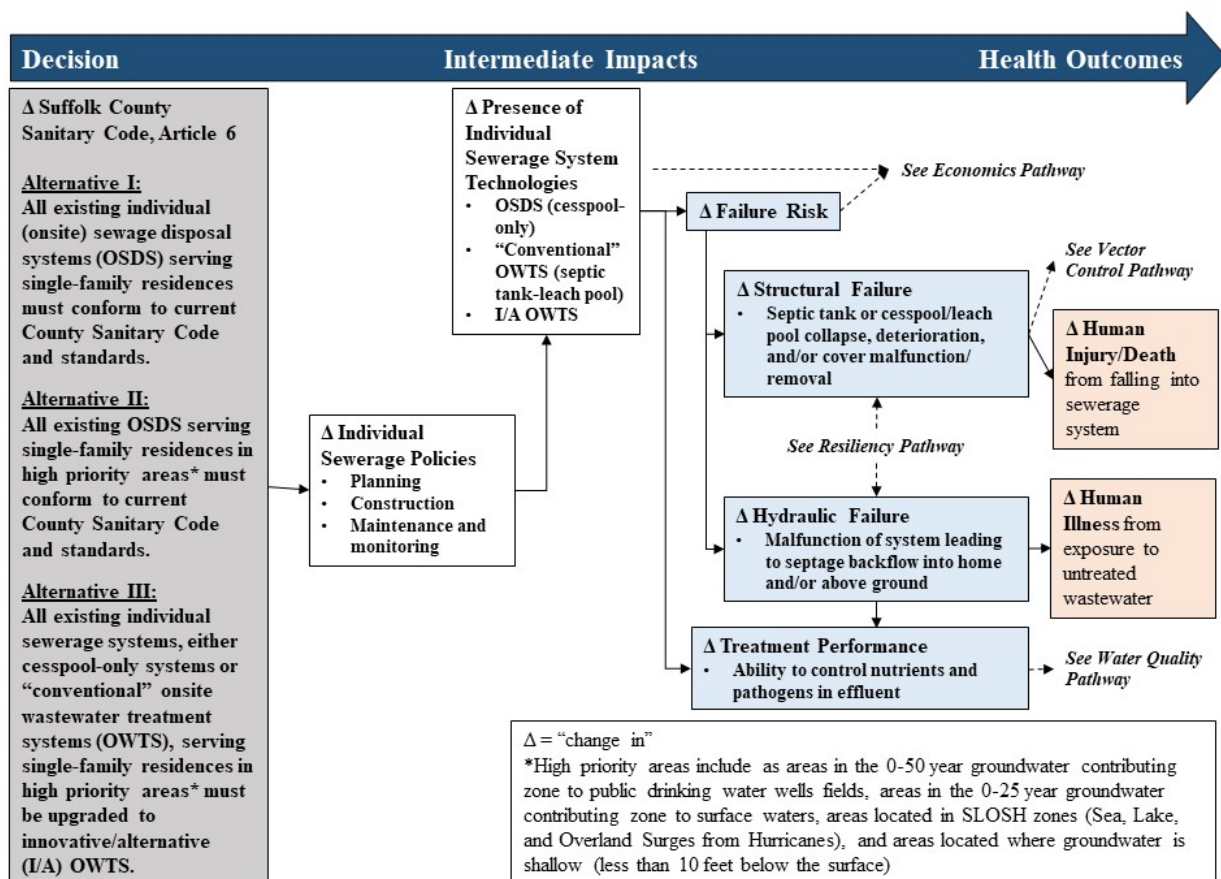 Decision
Intermediate Impacts
Health Outcomes
Δ Suffolk County
Sanitary Code, Article 6
Alternative I:
All existing individual
(onsite) sewage disposal
systems (OSDS) serving
single-family residences
must conform to current
County Sanitary Code
and standards.
Alternative II:
All existing OSDS serving
single-family residences in
high priority areas* must
conform to current
County Sanitary Code
and standards.
Alternative III:
All existing individual
sewerage systems, either
cesspool-only systems or
“conventional” onsite
wastewater treatment
systems (OWTS), serving
single-family residences in
high priority areas* must
be upgraded to
innovative/alternative
(I/A) OWTS.
Δ Individual
Sewerage Policies
• Planning
• Construction
• Maintenance and
monitoring
Δ Presence of
Individual
Sewerage System
Technologies
• OSDS (cesspool-
only)
• “Conventional”
OWTS (septic
tank-leach pool)
• I/A OWTS
See Economics Pathway
Δ Failure Risk
See Vector
Control Pathway
Δ Structural Failure
• Septic tank or cesspool/leach
pool collapse, deterioration,
and/or cover malfunction/
removal
Δ Human
Injury/Death
from falling into
sewerage
system
See Resiliency Pathway
Δ Hydraulic Failure
• Malfunction of system leading
to septage backflow into home
and/or above ground
Δ Human
Illness from
exposure to
untreated
wastewater
Δ Treatment Performance
• Ability to control nutrients and
pathogens in effluent
See Water Quality
Pathway
Δ = “change in”
*High priority areas include as areas in the 0-50 year groundwater contributing
zone to public drinking water wells fields, areas in the 0-25 year groundwater
contributing zone to surface waters, areas located in SLOSH zones (Sea, Lake,
and Overland Surges from Hurricanes), and areas located where groundwater is
shallow (less than 10 feet below the surface)